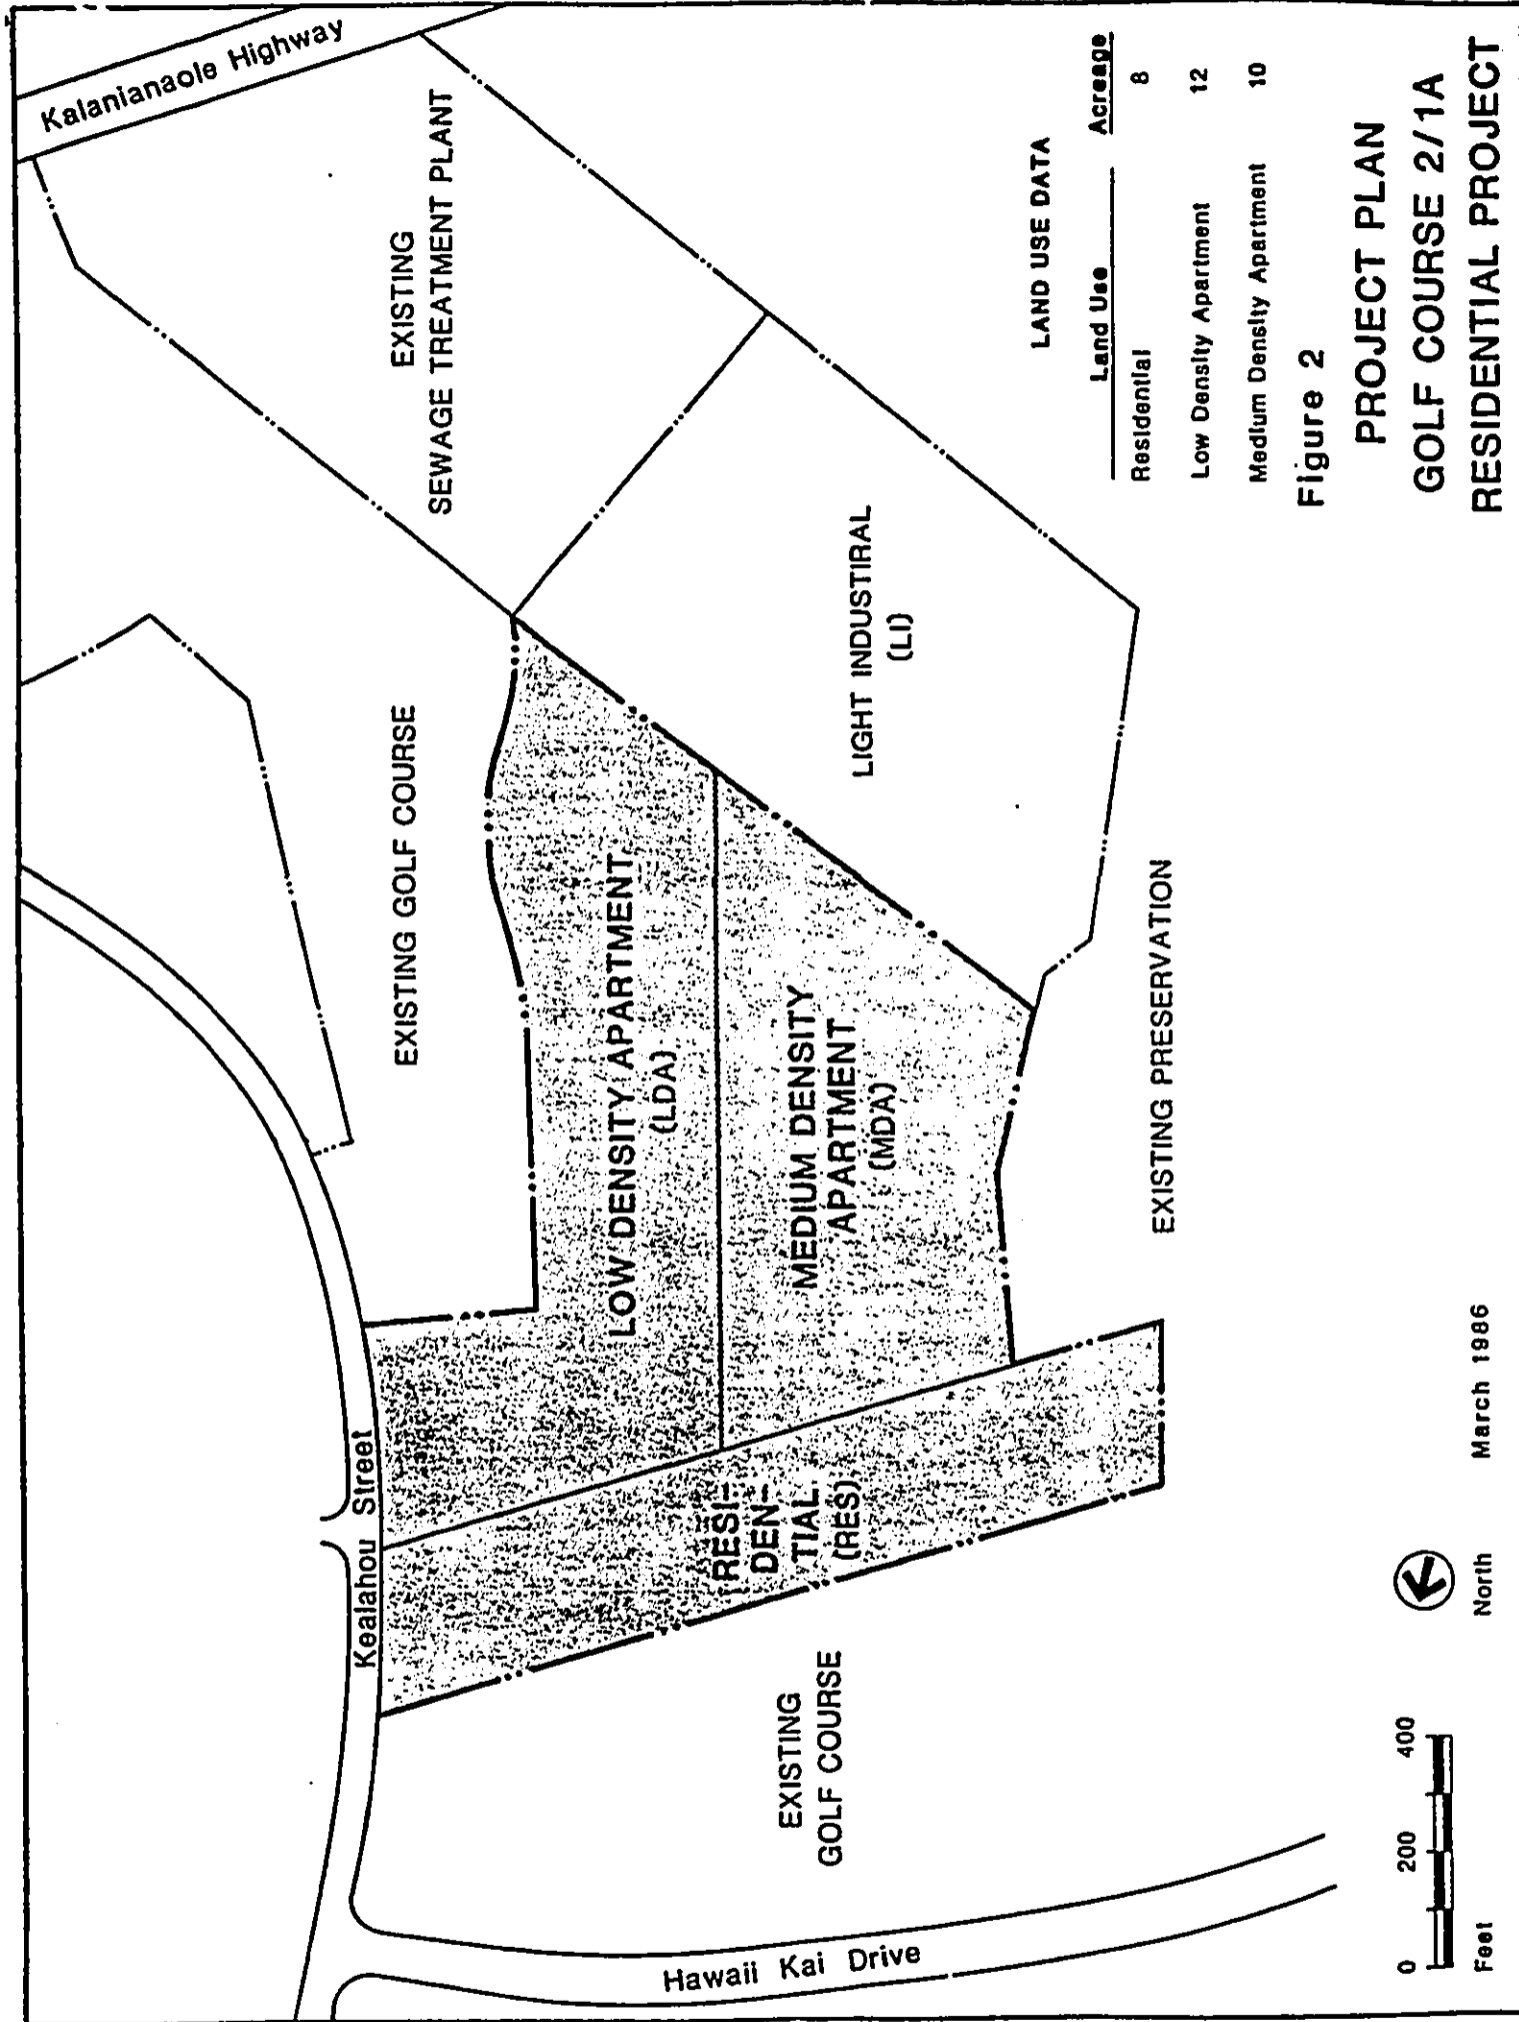 Kalanianaole Highway
EXISTING
SEWAGE TREATMENT PLANT
EXISTING GOLF COURSE
Kealahou Street
LOW DENSITY APARTMENT
(LDA)
MEDIUM DENSITY
APARTMENT
(MDA)
LIGHT INDUSTIRAL
(LI)
RESI-
DEN-
TIAL
(RES)
EXISTING
GOLF COURSE
EXISTING PRESERVATION
Hawaii Kai Drive
LAND USE DATA
Land Use Acreage
Residential 8
Low Density Apartment 12
Medium Density Apartment 10
Figure 2
PROJECT PLAN
GOLF COURSE 2/1A
RESIDENTIAL PROJECT
0 200 400
Feet
North
March 1986